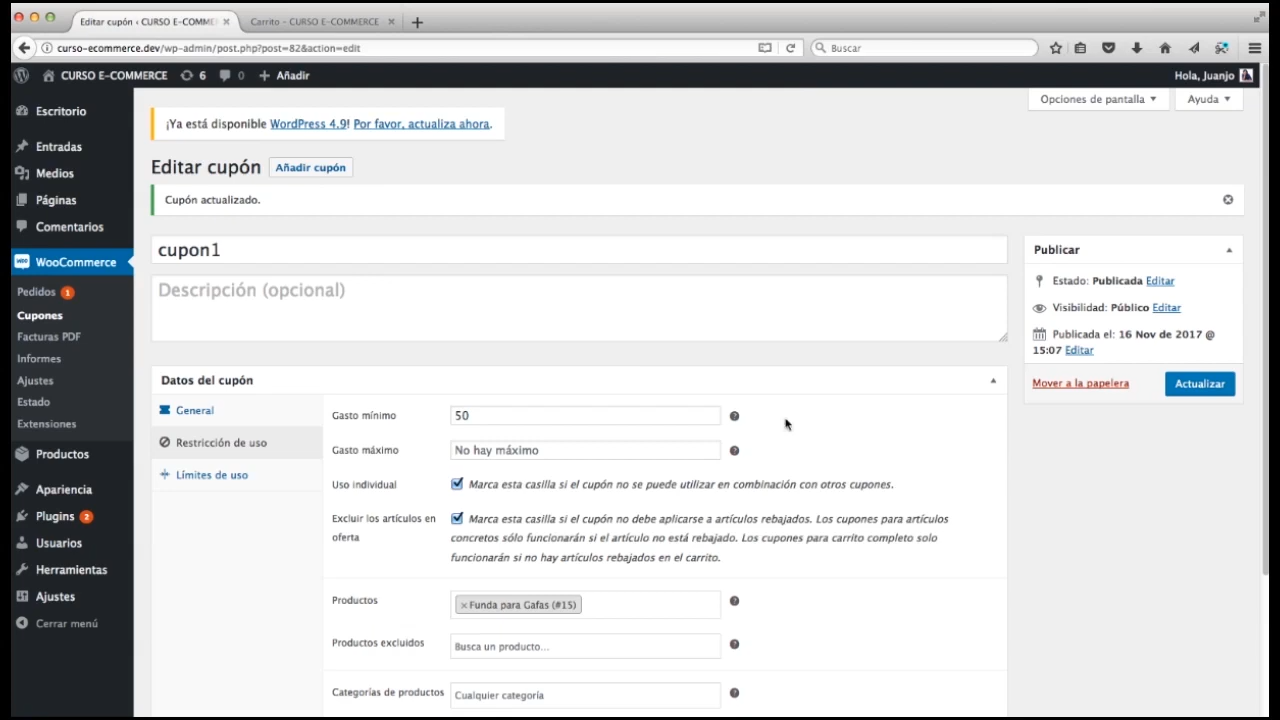 Editar cupón ‹ CURSO E-COMME
Carrito – CURSO E-COMMERCE
curso-ecommerce.dev/wp-admin/post.php?post=82&action=edit
Buscar
CURSO E-COMMERCE
6
0
Añadir
Hola, Juanjo
Opciones de pantalla
Ayuda
Escritorio
Entradas
Medios
Páginas
Comentarios
WooCommerce
Pedidos 1
Cupones
Facturas PDF
Informes
Ajustes
Estado
Extensiones
Productos
Apariencia
Plugins 2
Usuarios
Herramientas
Ajustes
Cerrar menú
¡Ya está disponible WordPress 4.9! Por favor, actualiza ahora.
Editar cupón
Añadir cupón
Cupón actualizado.
cupon1
Descripción (opcional)
Datos del cupón
General
Restricción de uso
Límites de uso
Gasto mínimo
50
Gasto máximo
No hay máximo
Uso individual
Marca esta casilla si el cupón no se puede utilizar en combinación con otros cupones.
Excluir los artículos en
oferta
Marca esta casilla si el cupón no debe aplicarse a artículos rebajados. Los cupones para artículos
concretos sólo funcionarán si el artículo no está rebajado. Los cupones para carrito completo solo
funcionarán si no hay artículos rebajados en el carrito.
Productos
×Funda para Gafas (#15)
Productos excluidos
Busca un producto...
Categorías de productos
Cualquier categoría
Publicar
Estado: Publicada Editar
Visibilidad: Público Editar
Publicada el: 16 Nov de 2017 @
15:07 Editar
Mover a la papelera
Actualizar